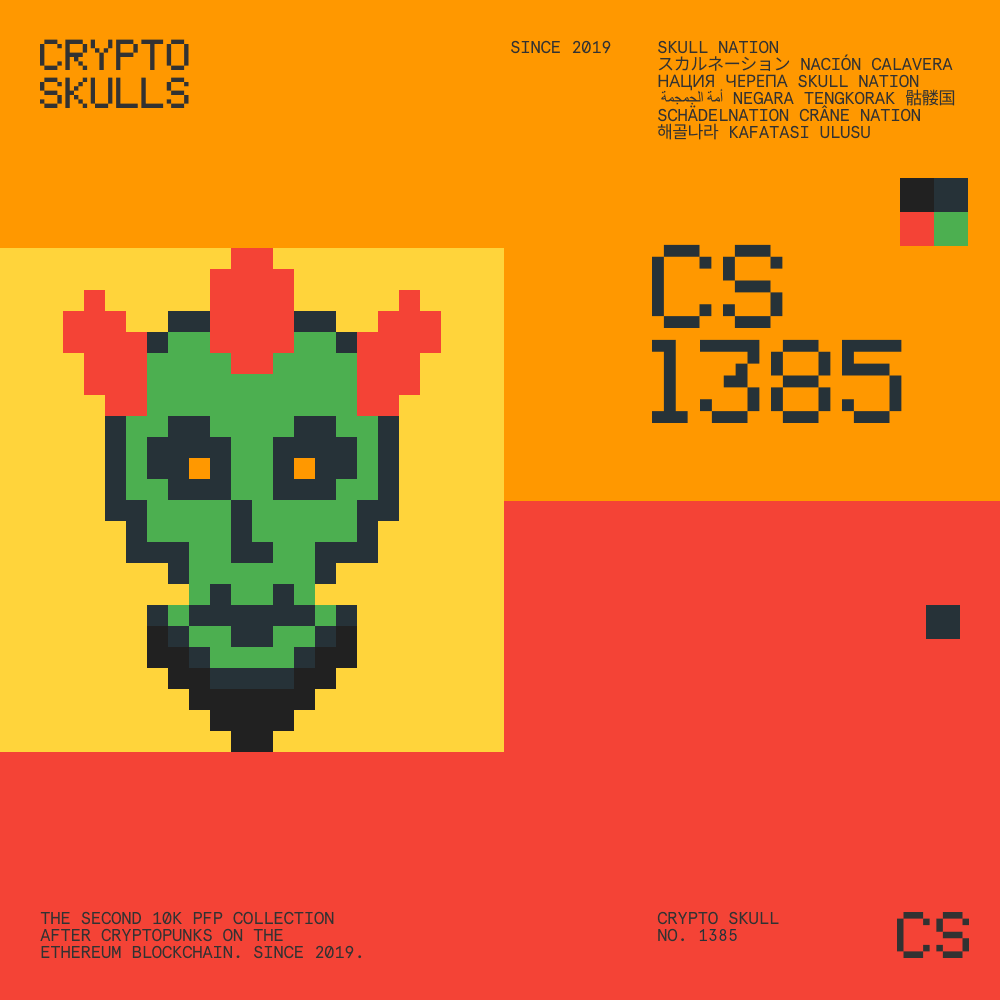 CRYPTO
SKULLS
SINCE 2019
SKULL NATION
スカルネーション NACIÓN CALAVERA
НАЦИЯ ЧЕРЕПА SKULL NATION
أمة الجمجمة NEGARA TENGKORAK 骷髅国
SCHÄDELNATION CRÂNE NATION
해골나라 KAFATASI ULUSU
CS
1385
THE SECOND 10K PFP COLLECTION
AFTER CRYPTOPUNKS ON THE
ETHEREUM BLOCKCHAIN. SINCE 2019.
CRYPTO SKULL
NO. 1385
CS